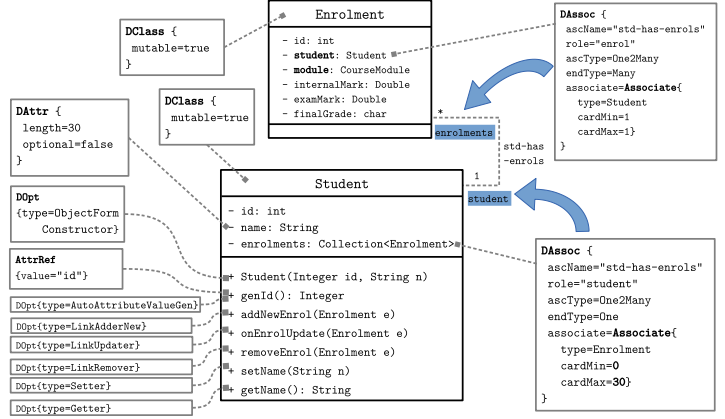 Enrolment
- id: int
- student: Student
- module: CourseModule
- internalMark: Double
- examMark: Double
- finalGrade: char
DClass {
mutable=true
}
DAssoc {
ascName="std-has-enrols"
role="enrol"
ascType=One2Many
endType=Many
associate=Associate{
type=Student
cardMin=1
cardMax=1}
}
DClass {
mutable=true
}
DAttr {
length=30
optional=false
}
*
enrolments
std-has
-enrols
1
student
Student
- id: int
- name: String
- enrolments: Collection<Enrolment>
+ Student(Integer id, String n)
+ genId(): Integer
+ addNewEnrol(Enrolment e)
+ onEnrolUpdate(Enrolment e)
+ removeEnrol(Enrolment e)
+ setName(String n)
+ getName(): String
DOpt
{type=ObjectForm
Constructor}
AttrRef
{value="id"}
DOpt{type=AutoAttributeValueGen}
DOpt{type=LinkAdderNew}
DOpt{type=LinkUpdater}
DOpt{type=LinkRemover}
DOpt{type=Setter}
DOpt{type=Getter}
DAssoc {
ascName="std-has-enrols"
role="student"
ascType=One2Many
endType=One
associate=Associate{
type=Enrolment
cardMin=0
cardMax=30}
}